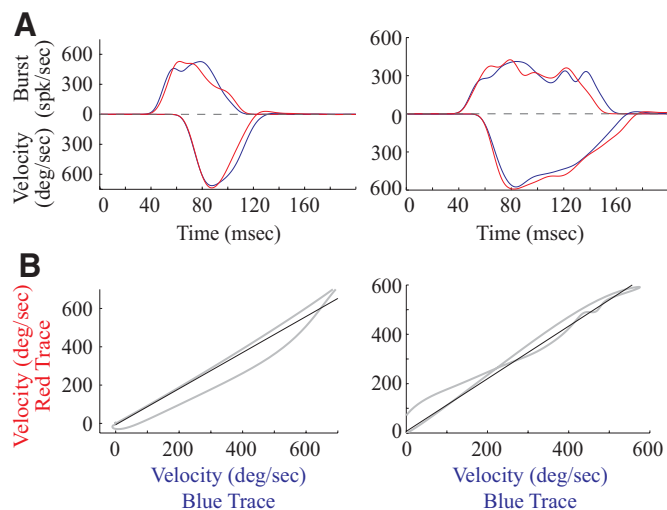 A
Burst
(spk/sec)
Velocity
(deg/sec)
600
300
0
300
600
0 40 80 120 160
Time (msec)
600
300
0
300
600
0 40 80 120 160
Time (msec)
B
Velocity (deg/sec)
Red Trace
600
400
200
0
0 200 400 600
Velocity (deg/sec)
Blue Trace
600
400
200
0
0 200 400 600
Velocity (deg/sec)
Blue Trace